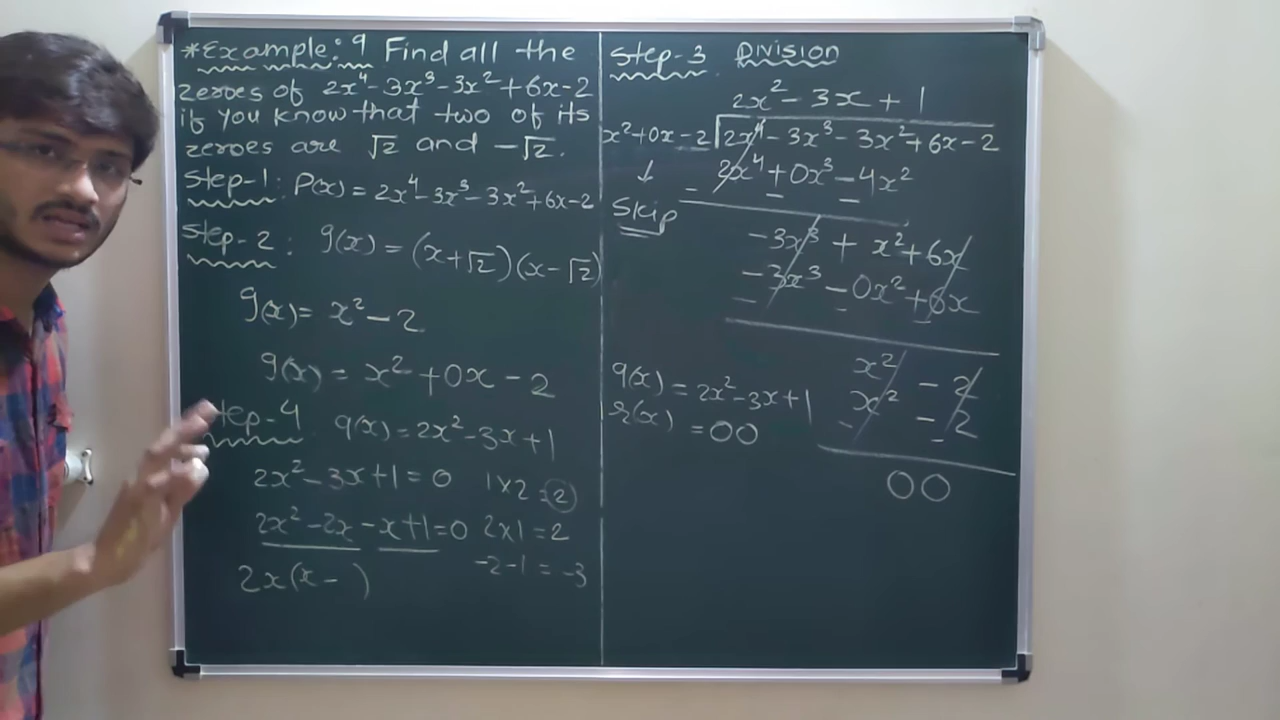 *Example:9 Find all the
zeroes of 2x⁴-3x³-3x²+6x-2
if you know that two of its
zeroes are √2 and -√2.
Step-1: P(x) = 2x⁴-3x³-3x²+6x-2
Step-2: g(x) = (x+√2)(x-√2)
g(x) = x²-2
g(x) = x²+0x-2
tep-4 q(x) = 2x²-3x+1
2x²-3x+1=0 1×2=2
2x²-2x-x+1=0 2×1=2
2x(x- ) -2-1=-3
Step-3 Division
2x²-3x+1
x²+0x-2 2x⁴-3x³-3x²+6x-2
↓ 2x⁴+0x³-4x²
Skip - - -
-3x³+x²+6x
-3x³-0x²+6x
- - -
x² -2
x² -2
- -
00
q(x) = 2x²-3x+1
r(x) = 00